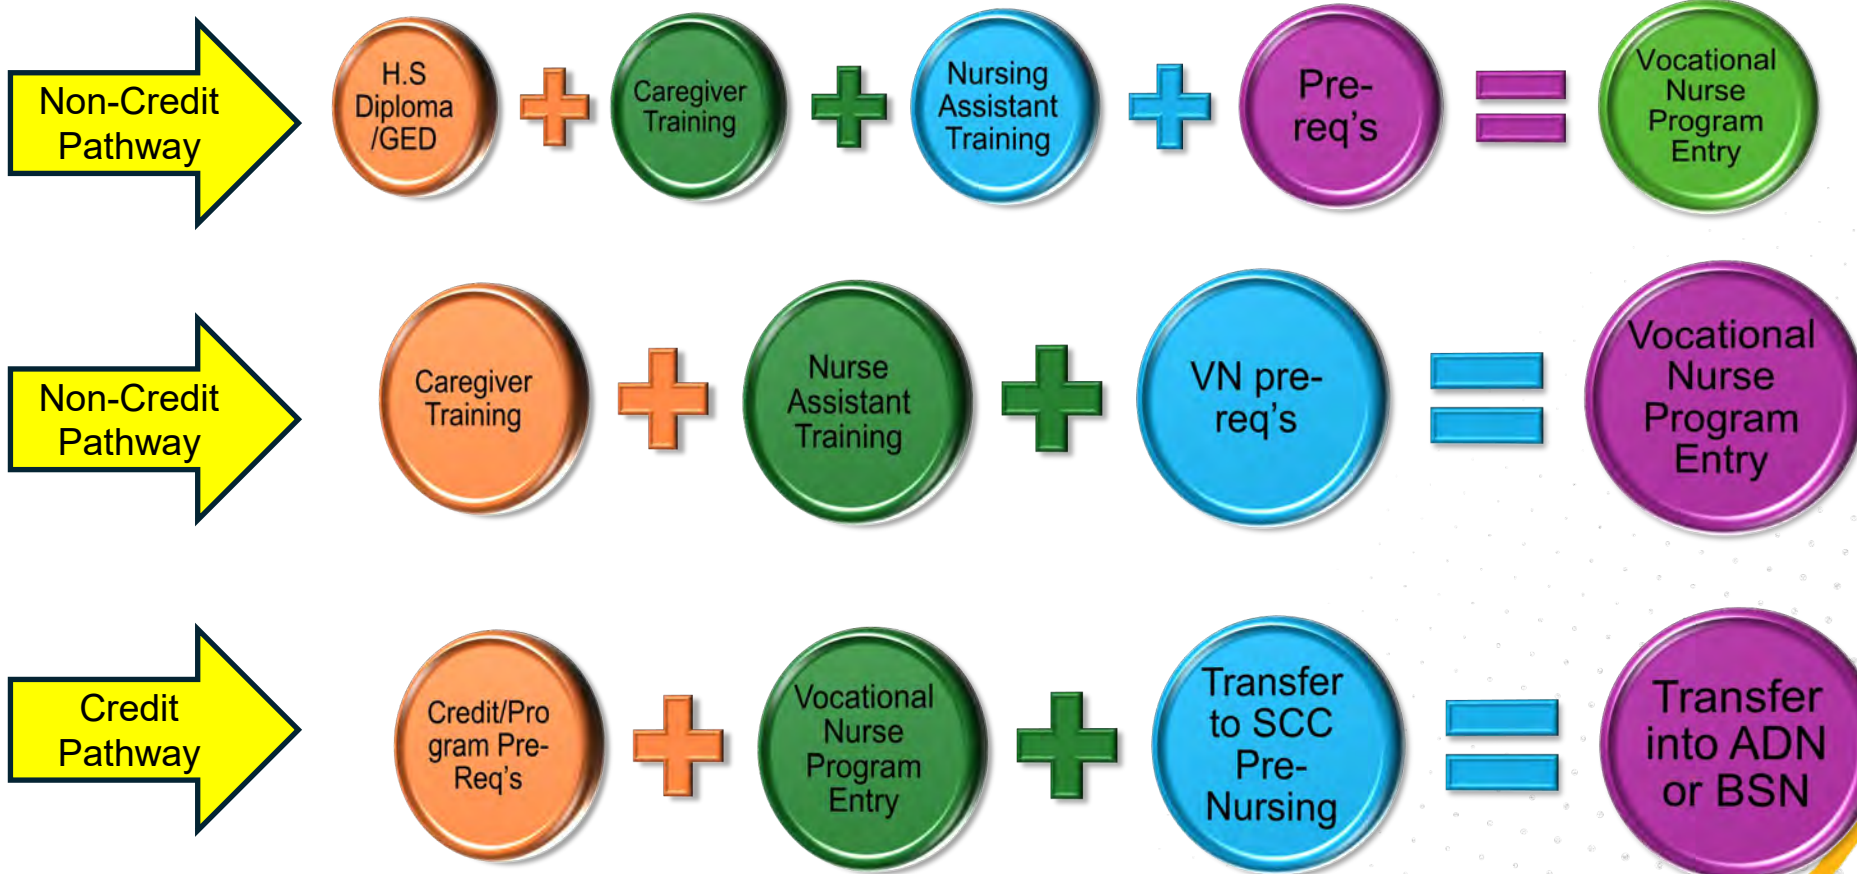 Non-Credit
Pathway
H.S
Diploma
/GED
Caregiver
Training
Nursing
Assistant
Training
Pre-
req's
Vocational
Nurse
Program
Entry
Non-Credit
Pathway
Caregiver
Training
Nurse
Assistant
Training
VN pre-
req's
Vocational
Nurse
Program
Entry
Credit
Pathway
Credit/Pro
gram Pre-
Req's
Vocational
Nurse
Program
Entry
Transfer
to SCC
Pre-
Nursing
Transfer
into ADN
or BSN